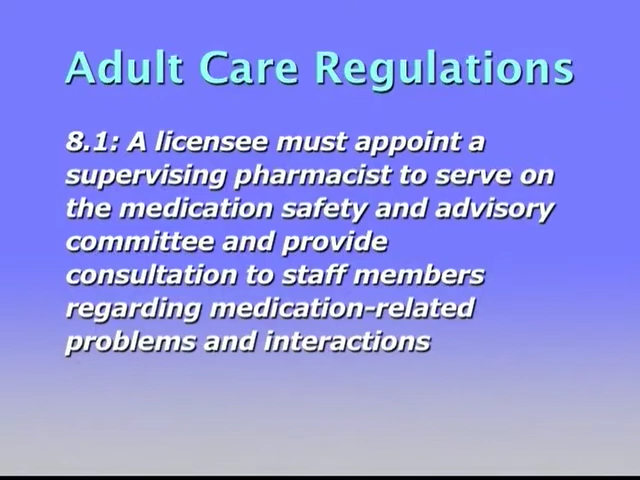 Adult Care Regulations
8.1: A licensee must appoint a
supervising pharmacist to serve on
the medication safety and advisory
committee and provide
consultation to staff members
regarding medication-related
problems and interactions